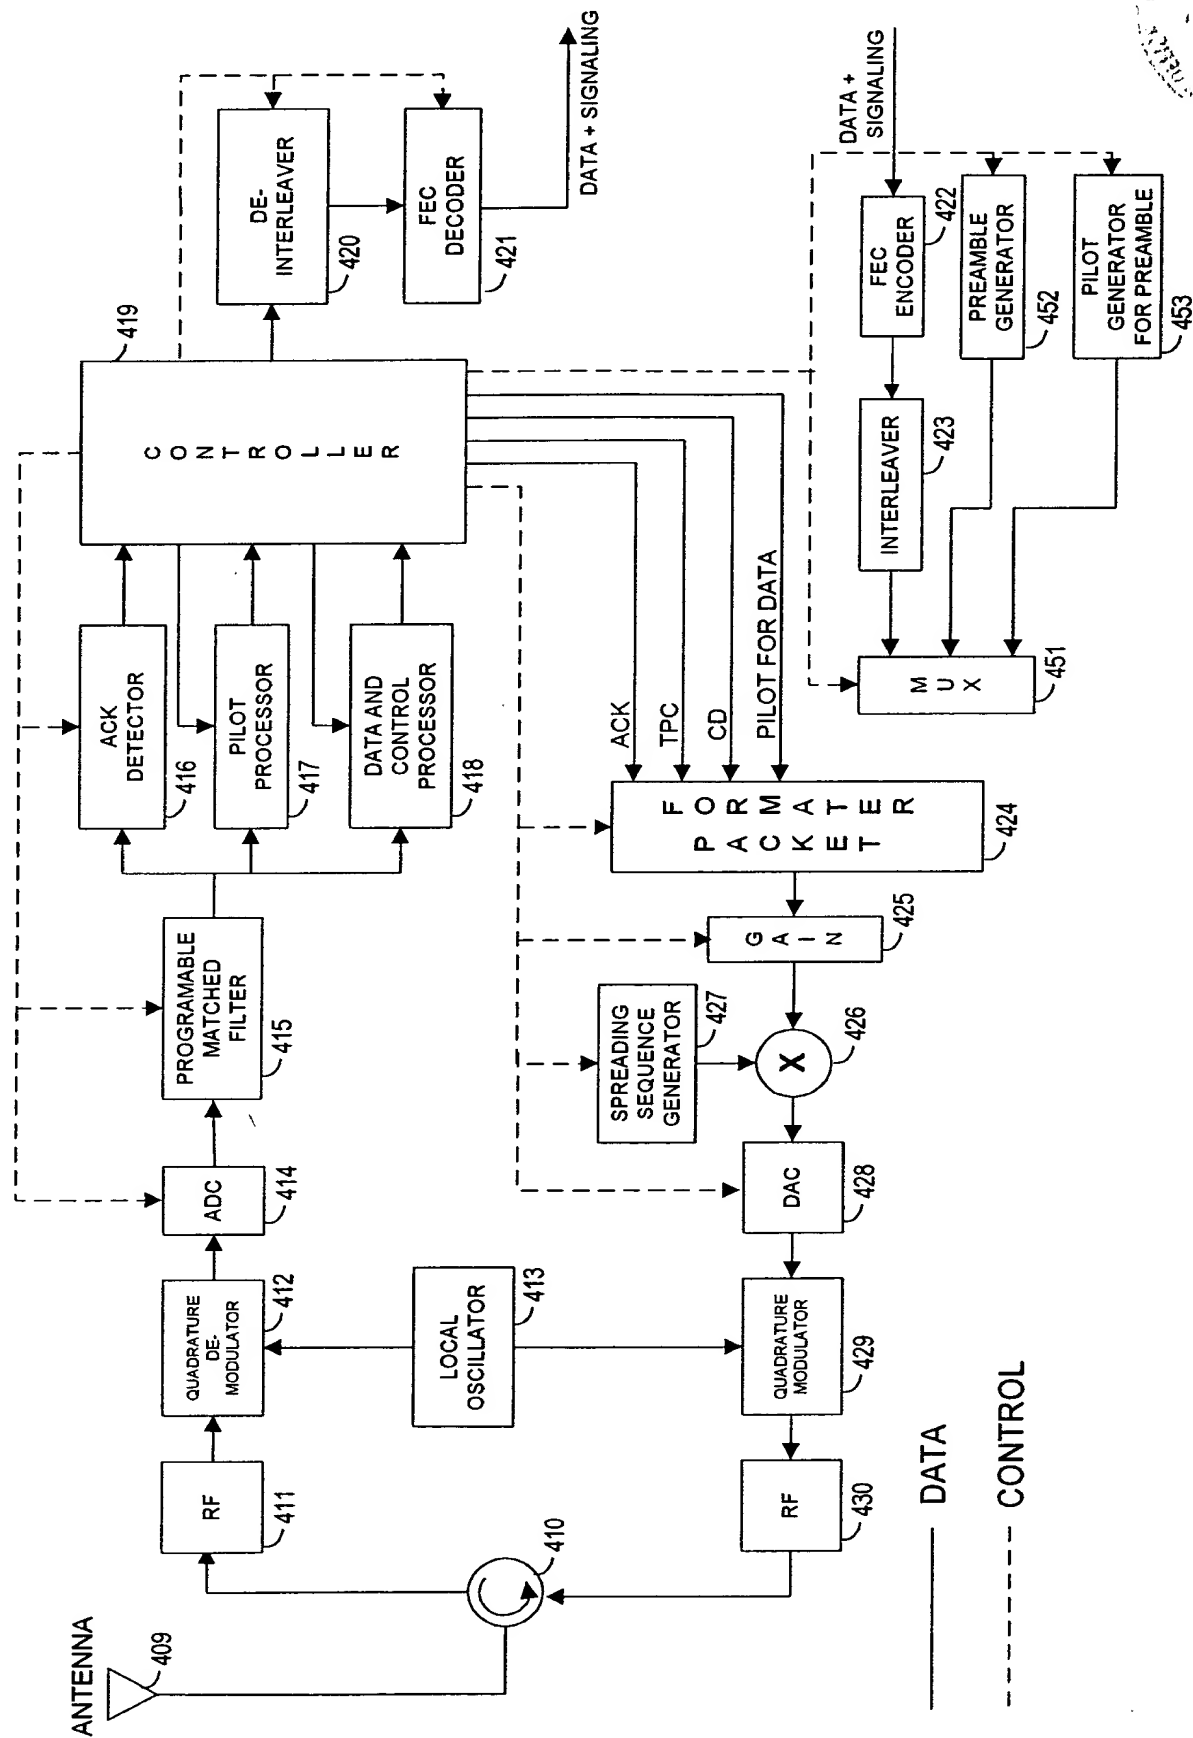 ANTENNA
409
410
RF
411
QUADRATURE
DE-
MODULATOR
412
LOCAL
OSCILLATOR
413
ADC
414
PROGRAMABLE
MATCHED
FILTER
415
ACK
DETECTOR
416
PILOT
PROCESSOR
417
DATA AND
CONTROL
PROCESSOR
418
CONTROLLER
419
DE-
INTERLEAVER
420
FEC
DECODER
421
DATA + SIGNALING
RF
430
QUADRATURE
MODULATOR
429
DAC
428
SPREADING
SEQUENCE
GENERATOR
427
X
426
GAIN
425
PACKET
FORMATER
424
ACK
TPC
CD
PILOT FOR DATA
MUX
451
INTERLEAVER
423
FEC
ENCODER
422
DATA +
SIGNALING
PREAMBLE
GENERATOR
452
PILOT
GENERATOR
FOR PREAMBLE
453
DATA
CONTROL